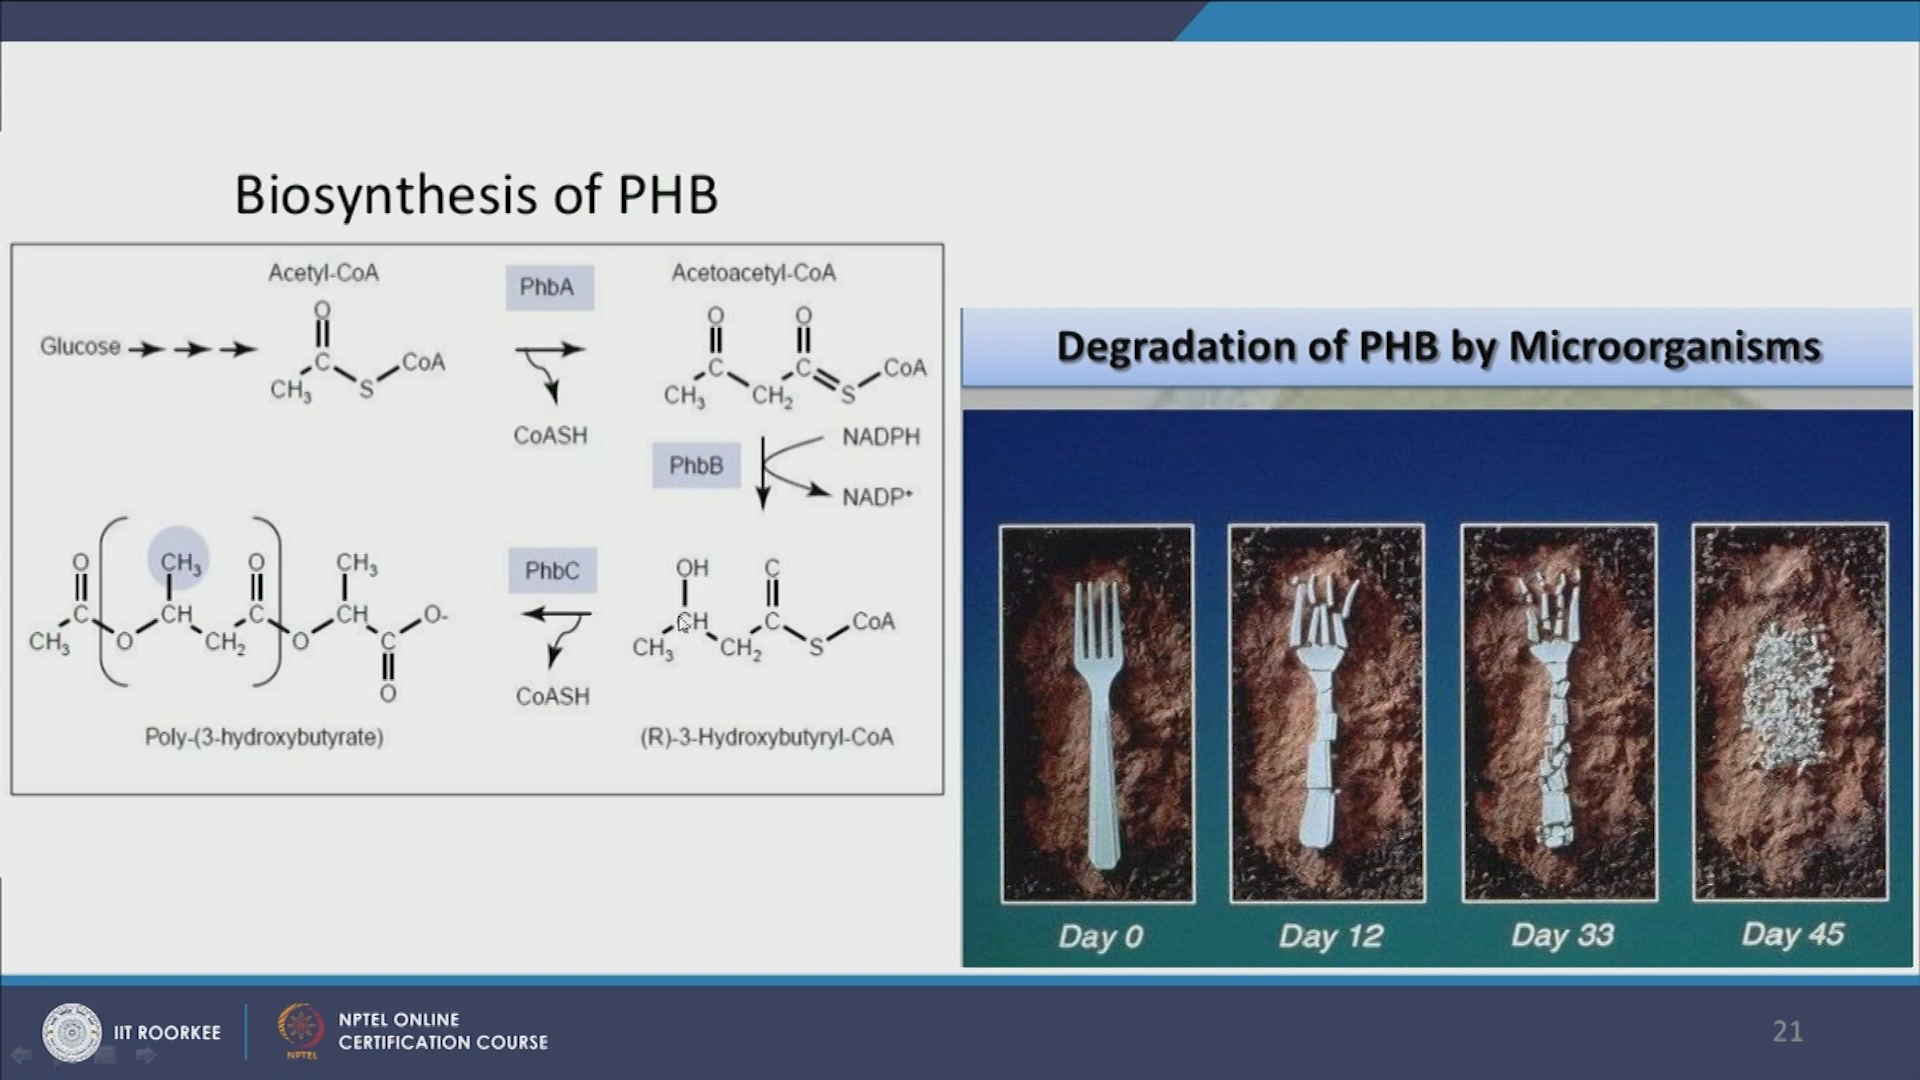 Biosynthesis of PHB
Acetyl-CoA
PhbA
Acetoacetyl-CoA
O
O
O
Glucose
C
CoA
CH₃
S
C
C
CoA
CH₃
CH₂
S
CoASH
NADPH
PhbB
NADP⁺
O
CH₃
O
CH₃
PhbC
OH
C
C
CH
C
CH
O-
CH
C
CoA
CH₃
O
CH₂
O
C
CH₃
CH₂
S
O
CoASH
Poly-(3-hydroxybutyrate)
(R)-3-Hydroxybutyryl-CoA
Degradation of PHB by Microorganisms
Day 0
Day 12
Day 33
Day 45
IIT ROORKEE
NPTEL
NPTEL ONLINE
CERTIFICATION COURSE
21